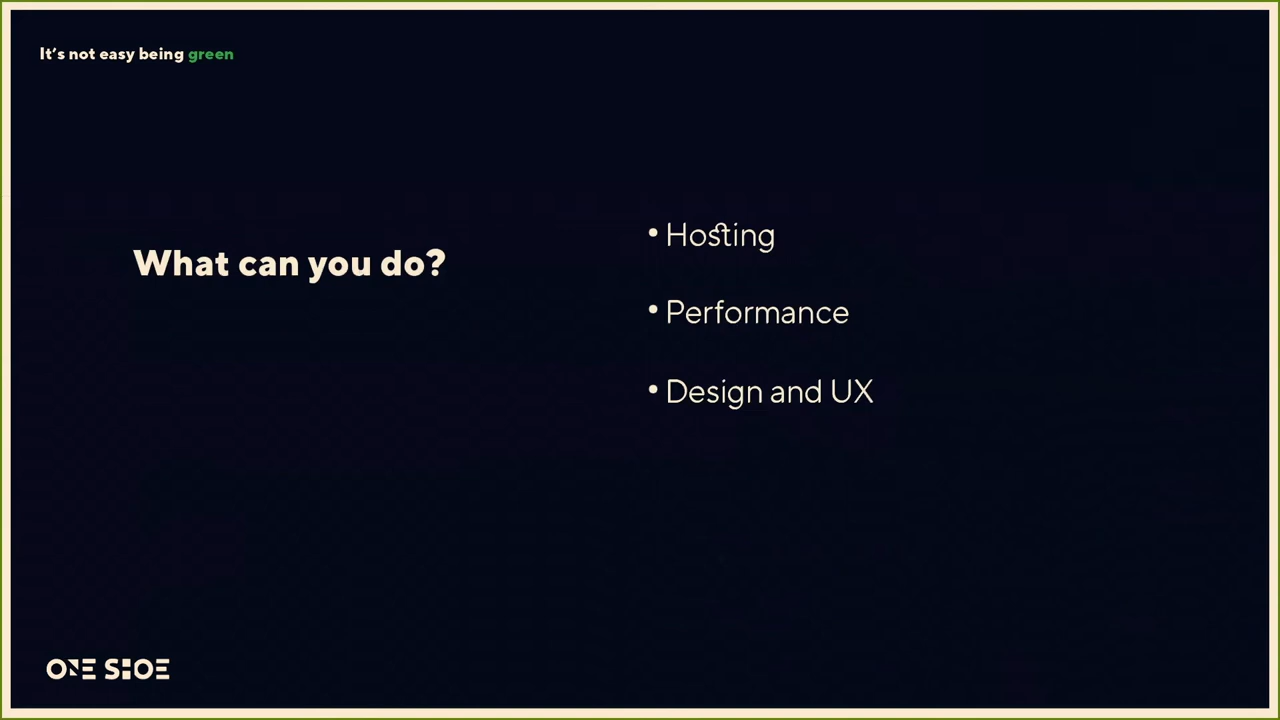 It's not easy being green
What can you do?
• Hosting
• Performance
• Design and UX
ONE SHOE